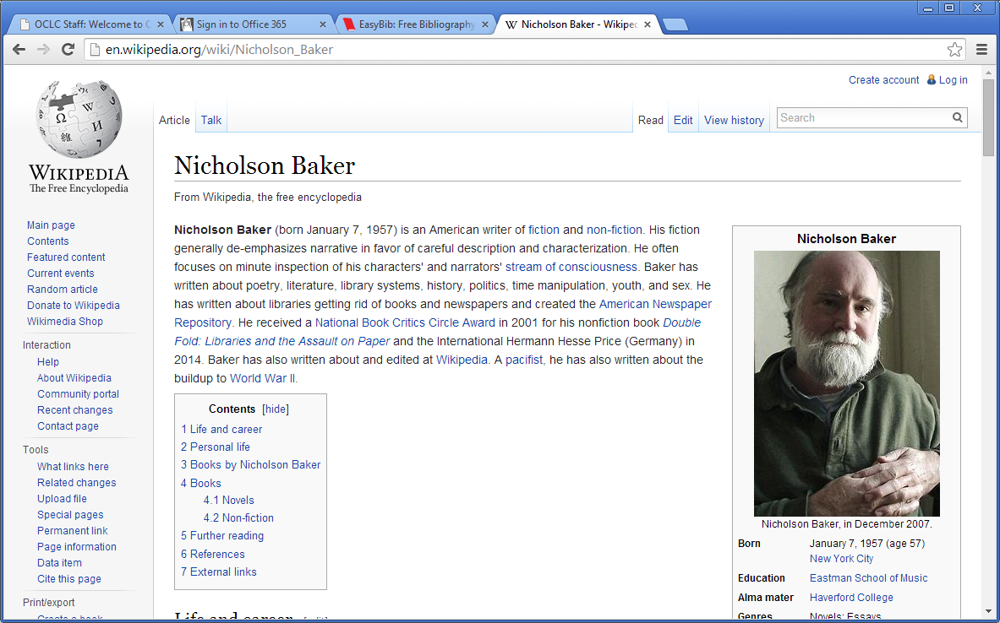 OCLC Staff: Welcome to
Sign in to Office 365
EasyBib: Free Bibliography
Nicholson Baker - Wikiped
en.wikipedia.org/wiki/Nicholson_Baker
Create account Log in
Article Talk
Read Edit View history Search
WIKIPEDIA
The Free Encyclopedia
Main page
Contents
Featured content
Current events
Random article
Donate to Wikipedia
Wikimedia Shop
Interaction
Help
About Wikipedia
Community portal
Recent changes
Contact page
Tools
What links here
Related changes
Upload file
Special pages
Permanent link
Page information
Data item
Cite this page
Print/export
Create a book
Nicholson Baker
From Wikipedia, the free encyclopedia
Nicholson Baker (born January 7, 1957) is an American writer of fiction and non-fiction. His fiction
generally de-emphasizes narrative in favor of careful description and characterization. He often
focuses on minute inspection of his characters' and narrators' stream of consciousness. Baker has
written about poetry, literature, library systems, history, politics, time manipulation, youth, and sex. He
has written about libraries getting rid of books and newspapers and created the American Newspaper
Repository. He received a National Book Critics Circle Award in 2001 for his nonfiction book Double
Fold: Libraries and the Assault on Paper and the International Hermann Hesse Price (Germany) in
2014. Baker has also written about and edited at Wikipedia. A pacifist, he has also written about the
buildup to World War II.
Contents [hide]
1 Life and career
2 Personal life
3 Books by Nicholson Baker
4 Books
4.1 Novels
4.2 Non-fiction
5 Further reading
6 References
7 External links
Life and career [edit]
Nicholson Baker
Nicholson Baker, in December 2007.
Born January 7, 1957 (age 57)
New York City
Education Eastman School of Music
Alma mater Haverford College
Genres Novels; Essays